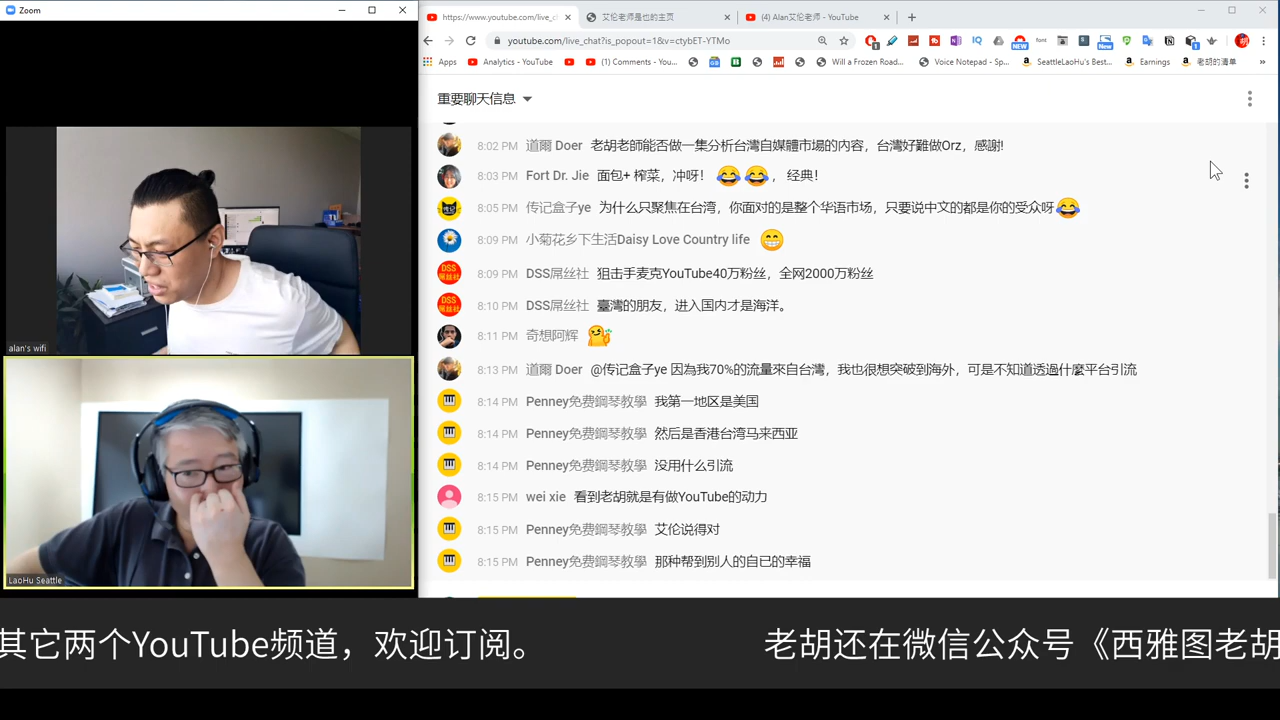 Zoom
https://www.youtube.com/live_cl
艾伦老师是也的主页
(4) Alan艾伦老师 - YouTube
youtube.com/live_chat?is_popout=1&v=ctybET-YTMo
Apps
Analytics - YouTube
(1) Comments - You...
Will a Frozen Road...
Voice Notepad - Sp...
SeattleLaoHu's Best...
Earnings
老胡的清单
»
重要聊天信息
8:02 PM 道爾 Doer 老胡老師能否做一集分析台灣自媒體市場的內容，台灣好難做Orz，感謝!
8:03 PM Fort Dr. Jie 面包+ 榨菜，冲呀！😂😂， 经典！
8:05 PM 传记盒子ye 为什么只聚焦在台湾，你面对的是整个华语市场，只要说中文的都是你的受众呀😂
8:09 PM 小菊花乡下生活Daisy Love Country life 😁
8:09 PM DSS屌丝社 狙击手麦克YouTube40万粉丝，全网2000万粉丝
8:10 PM DSS屌丝社 臺灣的朋友，进入国内才是海洋。
8:11 PM 奇想阿辉
8:13 PM 道爾 Doer @传记盒子ye 因為我70%的流量來自台灣，我也很想突破到海外，可是不知道透過什麼平台引流
8:14 PM Penney免费鋼琴教學 我第一地区是美国
8:14 PM Penney免费鋼琴教學 然后是香港台湾马来西亚
8:14 PM Penney免费鋼琴教學 没用什么引流
8:15 PM wei xie 看到老胡就是有做YouTube的动力
8:15 PM Penney免费鋼琴教學 艾伦说得对
8:15 PM Penney免费鋼琴教學 那种帮到别人的自已的幸福
alan's wifi
LaoHu Seattle
其它两个YouTube频道，欢迎订阅。 老胡还在微信公众号《西雅图老胡